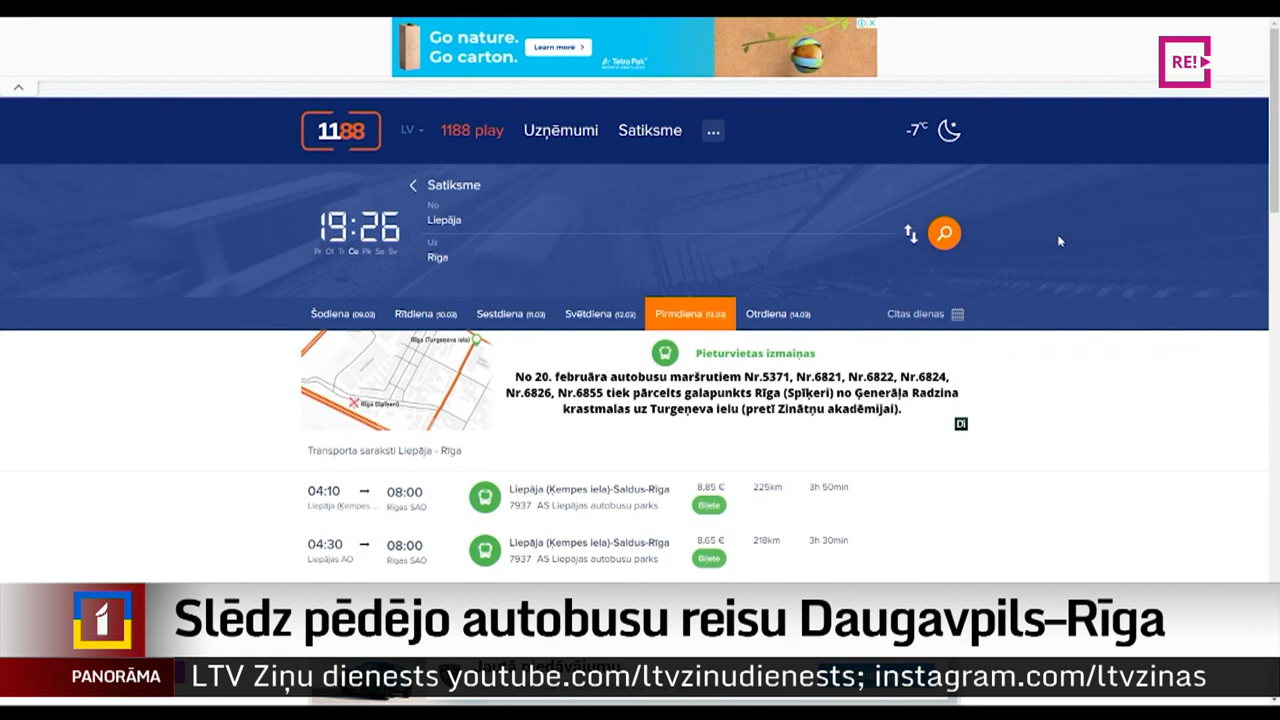 Go nature.
Go carton.
Learn more >
Tetra Pak
RE!
1188
LV
1188 play
Uzņēmumi
Satiksme
...
-7°C
Satiksme
No
Liepāja
19:26
Uz
Pr Ot Tr Ce Pk Se Sv
Rīga
Šodiena (09.03)
Rītdiena (10.03)
Sestdiena (11.03)
Svētdiena (12.03)
Pirmdiena (13.03)
Otrdiena (14.03)
Citas dienas
Rīga (Turgeņeva iela)
Rīga (Spīķeri)
Pieturvietas izmaiņas
No 20. februāra autobusu maršrutiem Nr.5371, Nr.6821, Nr.6822, Nr.6824,
Nr.6826, Nr.6855 tiek pārcelts galapunkts Rīga (Spīķeri) no Ģenerāļa Radzina
krastmalas uz Turgeņeva ielu (pretī Zinātņu akadēmijai).
Di
Transporta saraksti Liepāja - Rīga
04:10 → 08:00 Liepāja (Ķempes iela)-Saldus-Rīga 8,85 € 225km 3h 50min
Liepāja (Ķempes ... Rīgas SAO 7937 AS Liepājas autobusu parks Biļete
04:30 → 08:00 Liepāja (Ķempes iela)-Saldus-Rīga 8,65 € 218km 3h 30min
Liepājas AO Rīgas SAO 7937 AS Liepājas autobusu parks Biļete
1
Slēdz pēdējo autobusu reisu Daugavpils–Rīga
PANORĀMA
LTV Ziņu dienests youtube.com/ltvzinudienests; instagram.com/ltvzinas